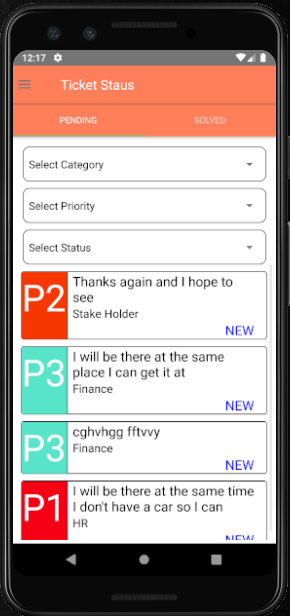 12:17
Ticket Staus
PENDING SOLVED
Select Category
Select Priority
Select Status
P2
Thanks again and I hope to
see
Stake Holder
NEW
P3
I will be there at the same
place I can get it at
Finance
NEW
P3
cghvhgg fftvvy
Finance
NEW
P1
I will be there at the same time
I don't have a car so I can
HR
NEW